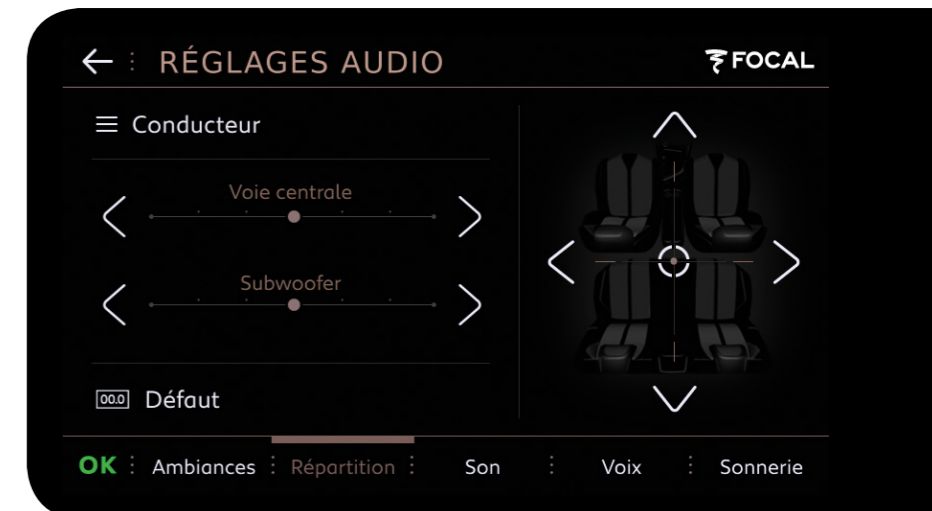 RÉGLAGES AUDIO
FOCAL
Conducteur
Voie centrale
Subwoofer
00.0 Défaut
OK Ambiances Répartition Son Voix Sonnerie